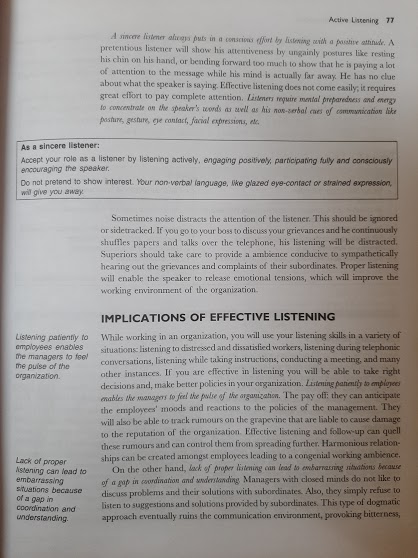 Active Listening 77
A sincere listener always puts in a conscious effort by listening with a positive attitude. A
pretentious listener will show his attentiveness by ungainly postures like resting
his chin on his hand, or bending forward too much to show that he is paying a lot
of attention to the message while his mind is actually far away. He has no clue
about what the speaker is saying. Effective listening does not come easily; it requires
great effort to pay complete attention. Listeners require mental preparedness and energy
to concentrate on the speaker's words as well as his non-verbal cues of communication like
posture, gesture, eye contact, facial expressions, etc.
As a sincere listener:
Accept your role as a listener by listening actively, engaging positively, participating fully and consciously
encouraging the speaker.
Do not pretend to show interest. Your non-verbal language, like glazed eye-contact or strained expression,
will give you away.
Sometimes noise distracts the attention of the listener. This should be ignored
or sidetracked. If you go to your boss to discuss your grievances and he continuously
shuffles papers and talks over the telephone, his listening will be distracted.
Superiors should take care to provide a ambience conducive to sympathetically
hearing out the grievances and complaints of their subordinates. Proper listening
will enable the speaker to release emotional tensions, which will improve the
working environment of the organization.
IMPLICATIONS OF EFFECTIVE LISTENING
Listening patiently to
employees enables
the managers to feel
the pulse of the
organization.
While working in an organization, you will use your listening skills in a variety of
situations: listening to distressed and dissatisfied workers, listening during telephonic
conversations, listening while taking instructions, conducting a meeting, and many
other instances. If you are effective in listening you will be able to take right
decisions and, make better policies in your organization. Listening patiently to employees
enables the managers to feel the pulse of the organization. The pay off: they can anticipate
the employees' moods and reactions to the policies of the management. They
will also be able to track rumours on the grapevine that are liable to cause damage
to the reputation of the organization. Effective listening and follow-up can quell
these rumours and can control them from spreading further. Harmonious relation-
ships can be created amongst employees leading to a congenial working ambience.
Lack of proper
listening can lead to
embarrassing
situations because
of a gap in
coordination and
understanding.
On the other hand, lack of proper listening can lead to embarrassing situations because
of a gap in coordination and understanding. Managers with closed minds do not like to
discuss problems and their solutions with subordinates. Also, they simply refuse to
listen to suggestions and solutions provided by subordinates. This type of dogmatic
approach eventually ruins the communication environment, provoking bitterness,